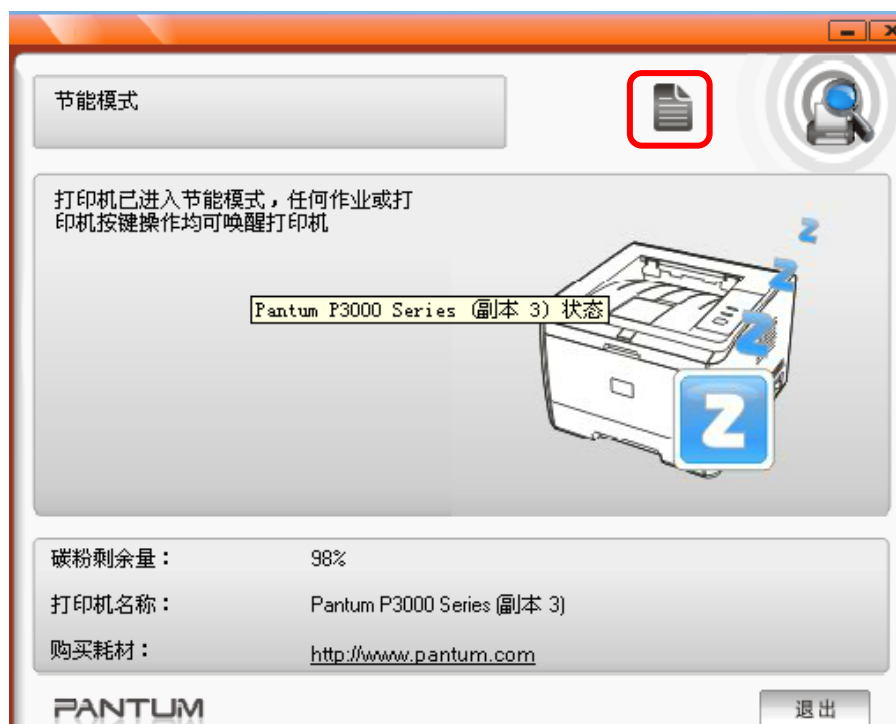 节能模式
打印机已进入节能模式，任何作业或打
印机按键操作均可唤醒打印机
Pantum P3000 Series （副本 3）状态
z
z
z
z
碳粉剩余量：	98%
打印机名称：	Pantum P3000 Series (副本 3)
购买耗材：	http://www.pantum.com
PANTUM	退出